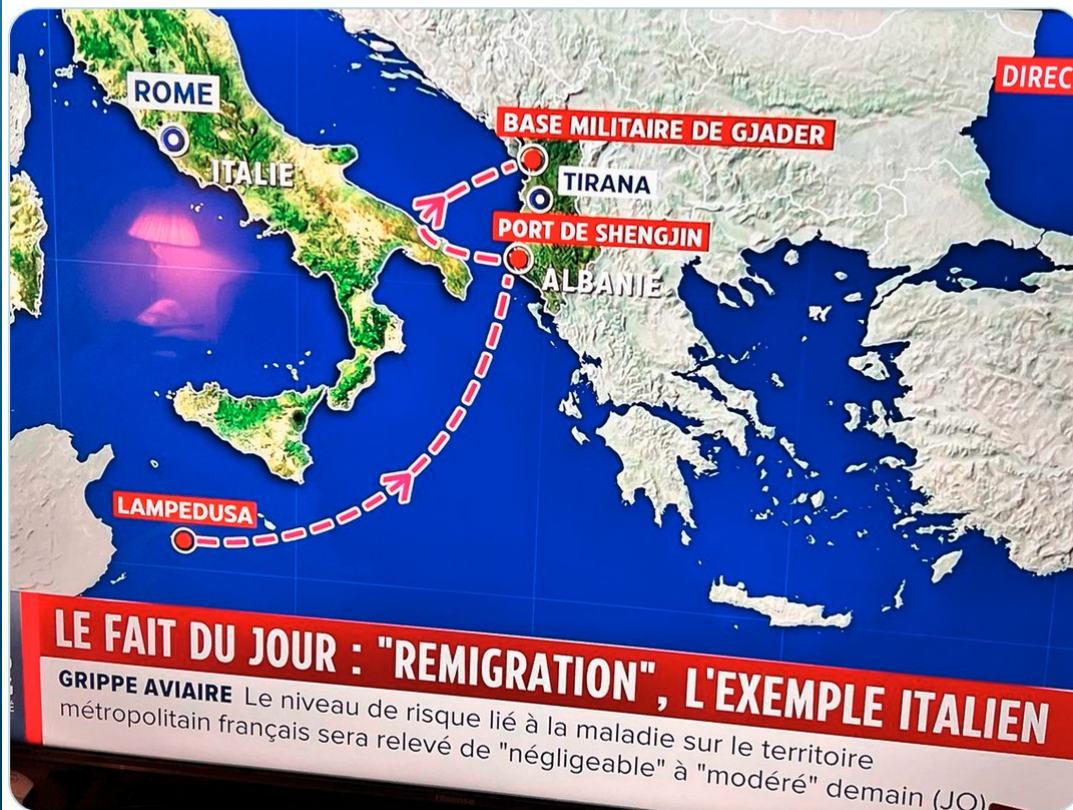 DIREC
ROME
BASE MILITAIRE DE GJADER
ITALIE
TIRANA
PORT DE SHENGJIN
ALBANIE
LAMPEDUSA
LE FAIT DU JOUR : "REMIGRATION", L'EXEMPLE ITALIEN
GRIPPE AVIAIRE Le niveau de risque lié à la maladie sur le territoire
métropolitain français sera relevé de "négligeable" à "modéré" demain (JO)
Hisense